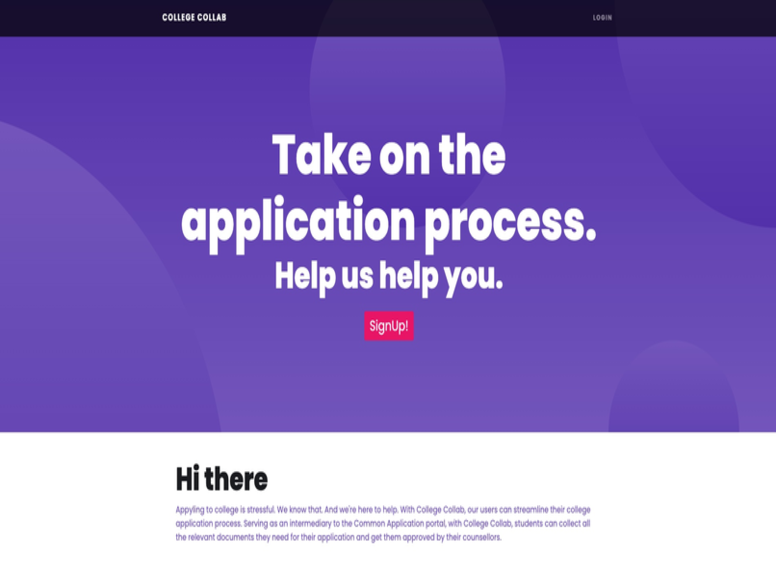 COLLEGE COLLAB
LOGIN
Take on the
application process.
Help us help you.
SignUp!
Hi there
Appyling to college is stressful. We know that. And we're here to help. With College Collab, our users can streamline their college
application process. Serving as an intermediary to the Common Application portal, with College Collab, students can collect all
the relevant documents they need for their application and get them approved by their counsellors.